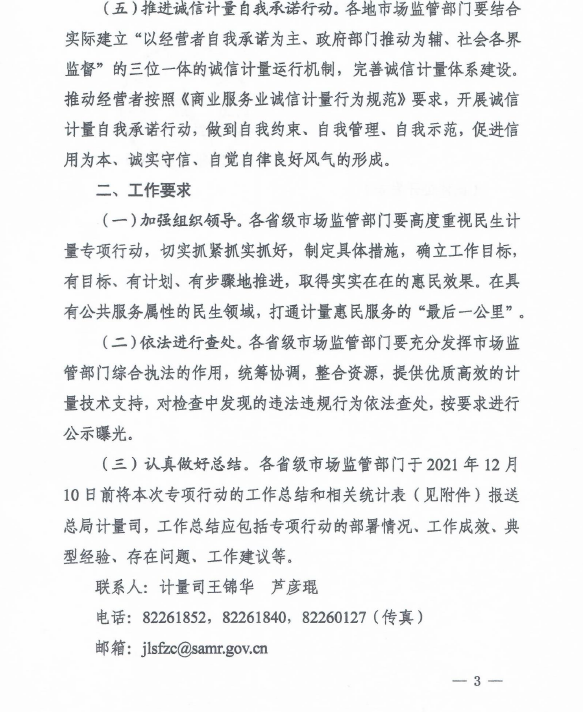 （五）推进诚信计量自我承诺行动。各地市场监管部门要结合
实际建立“以经营者自我承诺为主、政府部门推动为辅、社会各界
监督”的三位一体的诚信计量运行机制，完善诚信计量体系建设。
推动经营者按照《商业服务业诚信计量行为规范》要求，开展诚信
计量自我承诺行动，做到自我约束、自我管理、自我示范，促进信
用为本、诚实守信、自觉自律良好风气的形成。
二、工作要求
（一）加强组织领导。各省级市场监管部门要高度重视民生计
量专项行动，切实抓紧抓实抓好，制定具体措施，确立工作目标，
有目标、有计划、有步骤地推进，取得实实在在的惠民效果。在具
有公共服务属性的民生领域，打通计量惠民服务的“最后一公里”。
（二）依法进行查处。各省级市场监管部门要充分发挥市场监
管部门综合执法的作用，统筹协调，整合资源，提供优质高效的计
量技术支持，对检查中发现的违法违规行为依法查处，按要求进行
公示曝光。
（三）认真做好总结。各省级市场监管部门于 2021 年 12 月
10 日前将本次专项行动的工作总结和相关统计表（见附件）报送
总局计量司，工作总结应包括专项行动的部署情况、工作成效、典
型经验、存在问题、工作建议等。
联系人：计量司王锦华　芦彦琨
电话：82261852，82261840，82260127（传真）
邮箱：jlsfzc@samr.gov.cn
— 3 —